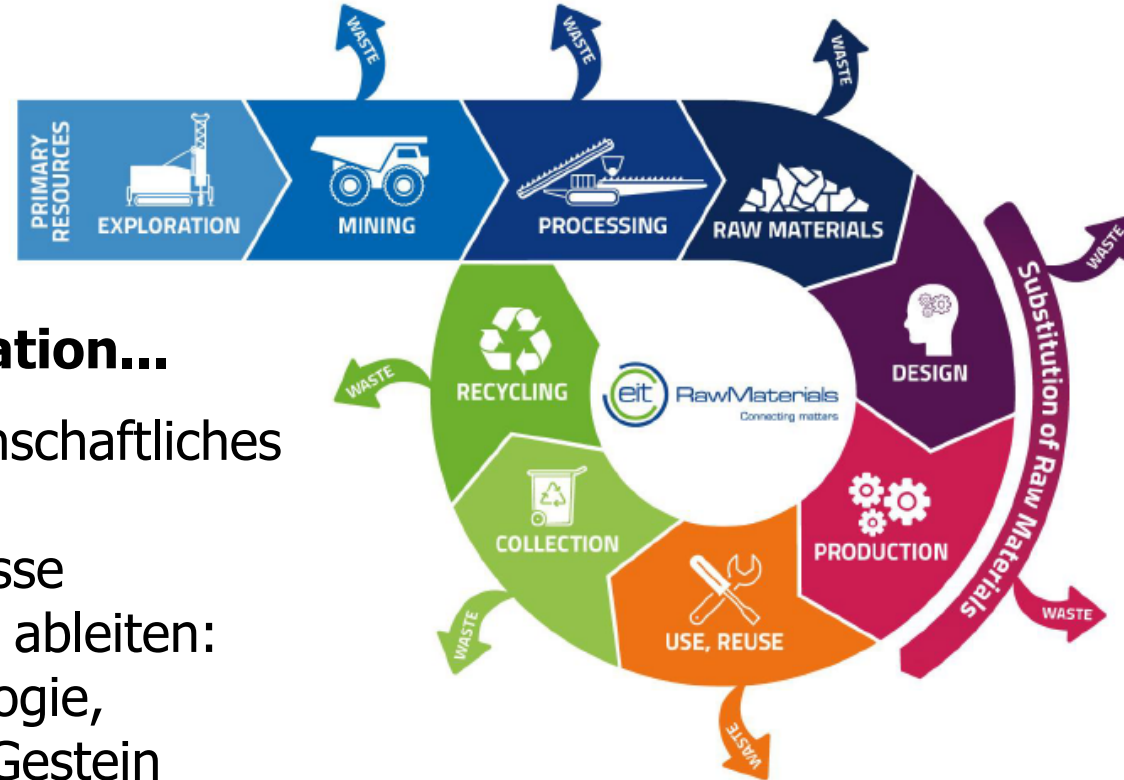 WASTE
WASTE
WASTE
PRIMARY
RESOURCES
EXPLORATION
MINING
PROCESSING
RAW MATERIALS
WASTE
Substitution of Raw Materials
DESIGN
ation...
RECYCLING
WASTE
eit RawMaterials
Connecting matters
nschaftliches
COLLECTION
PRODUCTION
sse
ableiten:
WASTE
WASTE
USE, REUSE
ogie,
Gestein
WASTE